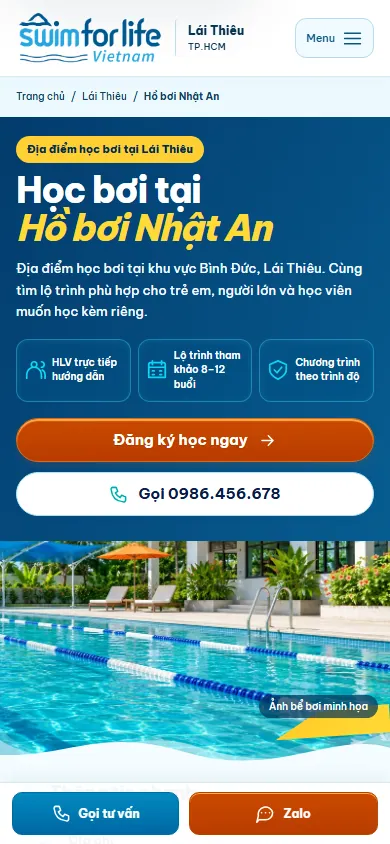 swimforlife
Vietnam
Lái Thiêu
TP.HCM
Menu
Trang chủ / Lái Thiêu / Hồ bơi Nhật An
Địa điểm học bơi tại Lái Thiêu
Học bơi tại
Hồ bơi Nhật An
Địa điểm học bơi tại khu vực Bình Đức, Lái Thiêu. Cùng
tìm lộ trình phù hợp cho trẻ em, người lớn và học viên
muốn học kèm riêng.
HLV trực tiếp
hướng dẫn
Lộ trình tham
khảo 8–12
buổi
Chương trình
theo trình độ
Đăng ký học ngay →
Gọi 0986.456.678
Ảnh bể bơi minh họa
Gọi tư vấn
Zalo